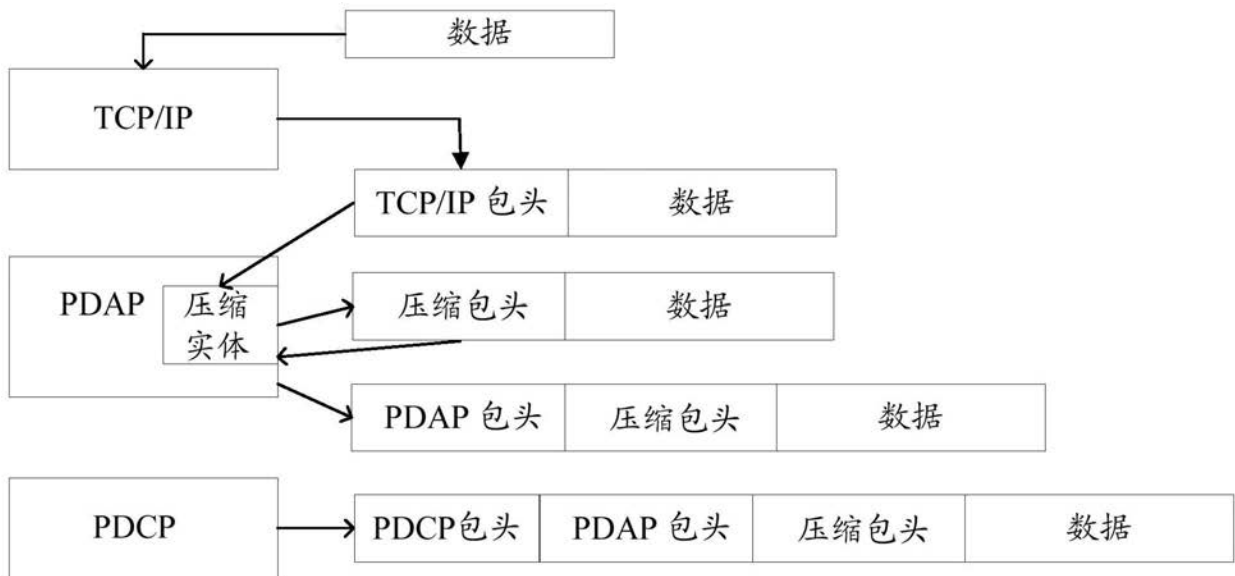 数据
TCP/IP
TCP/IP 包头 数据
PDAP
压缩
实体
压缩包头 数据
PDAP 包头 压缩包头 数据
PDCP
PDCP包头 PDAP 包头 压缩包头 数据